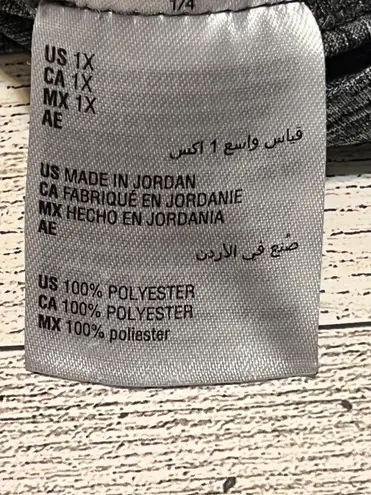 1/4
US 1X
CA 1X
MX 1X
AE
قياس واسع 1 اكس
US MADE IN JORDAN
CA FABRIQUÉ EN JORDANIE
MX HECHO EN JORDANIA
AE
صُنع في الأردن
US 100% POLYESTER
CA 100% POLYESTER
MX 100% poliester